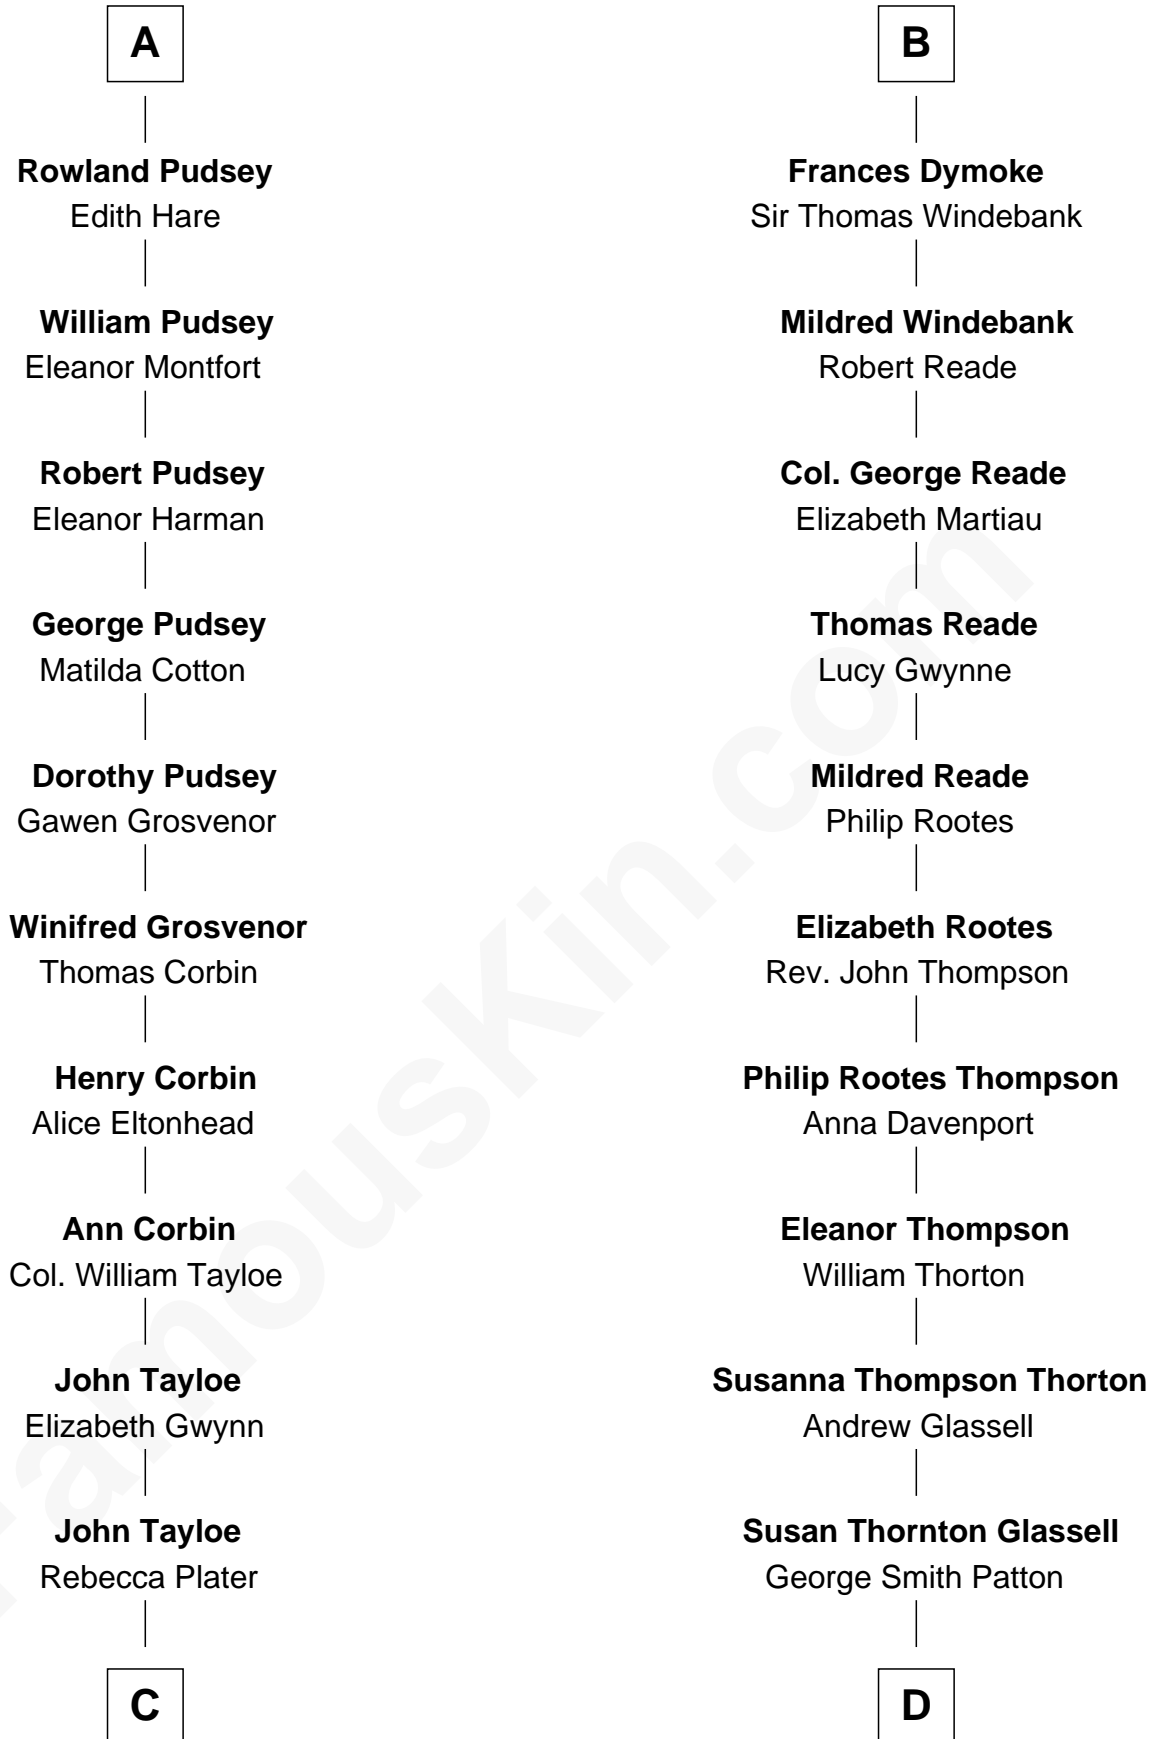 A
B
Rowland Pudsey
Edith Hare
Frances Dymoke
Sir Thomas Windebank
William Pudsey
Eleanor Montfort
Mildred Windebank
Robert Reade
Robert Pudsey
Eleanor Harman
Col. George Reade
Elizabeth Martiau
George Pudsey
Matilda Cotton
Thomas Reade
Lucy Gwynne
Dorothy Pudsey
Gawen Grosvenor
Mildred Reade
Philip Rootes
Winifred Grosvenor
Thomas Corbin
Elizabeth Rootes
Rev. John Thompson
Henry Corbin
Alice Eltonhead
Philip Rootes Thompson
Anna Davenport
Ann Corbin
Col. William Tayloe
Eleanor Thompson
William Thorton
John Tayloe
Elizabeth Gwynn
Susanna Thompson Thorton
Andrew Glassell
John Tayloe
Rebecca Plater
Susan Thornton Glassell
George Smith Patton
C
D
FamousKin.com